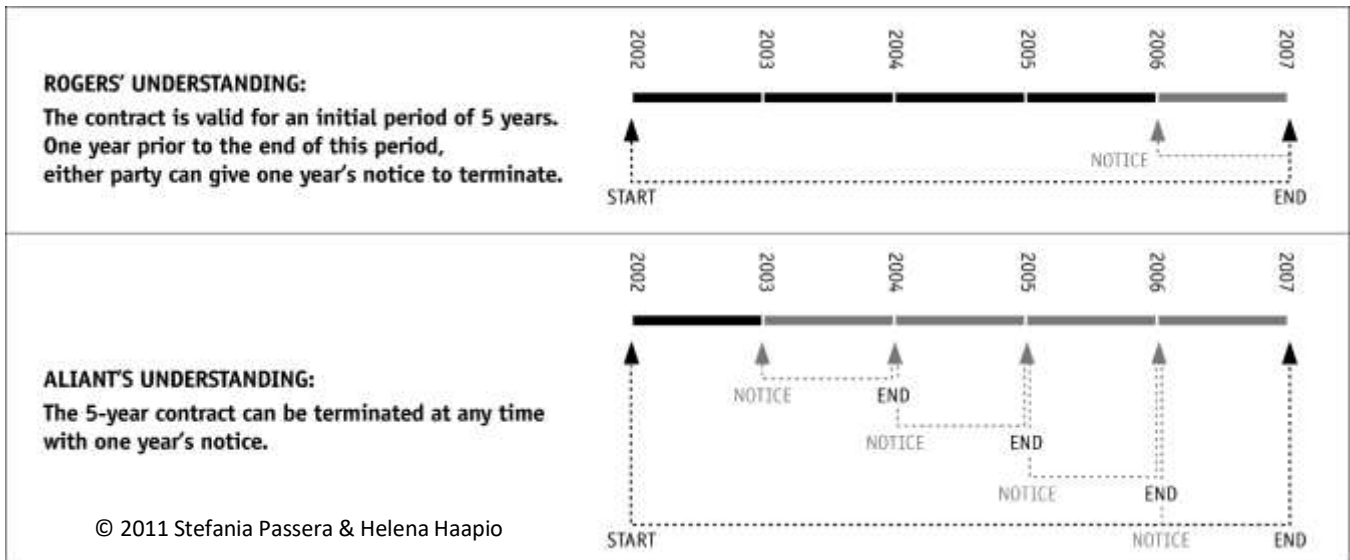 2002 2003 2004 2005 2006 2007
ROGERS' UNDERSTANDING:
The contract is valid for an initial period of 5 years.
One year prior to the end of this period,
either party can give one year's notice to terminate.
NOTICE
START END
2002 2003 2004 2005 2006 2007
ALIANT'S UNDERSTANDING:
The 5-year contract can be terminated at any time
with one year's notice.
NOTICE END
NOTICE END
NOTICE END
© 2011 Stefania Passera & Helena Haapio
START NOTICE END